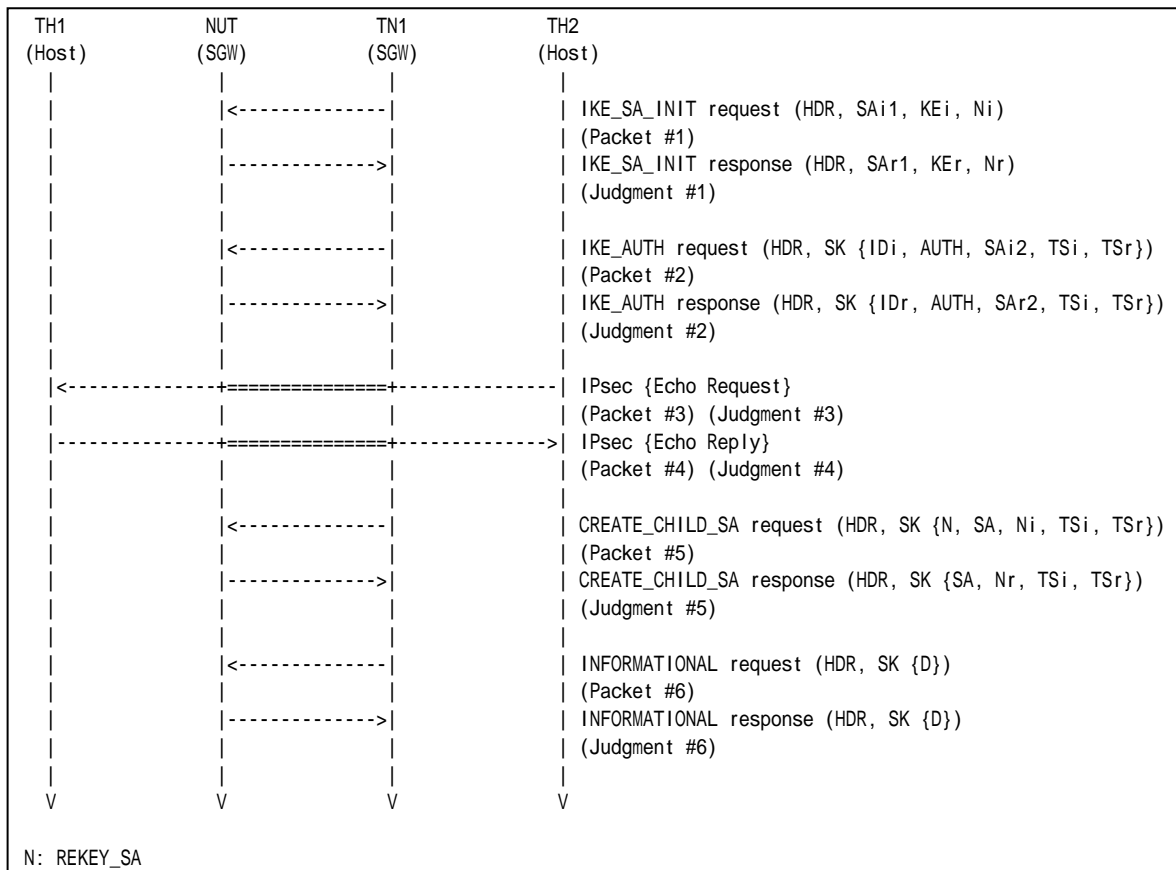 TH1 NUT TN1 TH2
(Host) (SGW) (SGW) (Host)
| | | |
| |<--------------| | IKE_SA_INIT request (HDR, SAi1, KEi, Ni)
| | | | (Packet #1)
| |-------------->| | IKE_SA_INIT response (HDR, SAr1, KEr, Nr)
| | | | (Judgment #1)
| | | |
| |<--------------| | IKE_AUTH request (HDR, SK {IDi, AUTH, SAi2, TSi, TSr})
| | | | (Packet #2)
| |-------------->| | IKE_AUTH response (HDR, SK {IDr, AUTH, SAr2, TSi, TSr})
| | | | (Judgment #2)
| | | |
|<--------------+===============+---------------| IPsec {Echo Request}
| | | | (Packet #3) (Judgment #3)
|---------------+===============+-------------->| IPsec {Echo Reply}
| | | | (Packet #4) (Judgment #4)
| | | |
| |<--------------| | CREATE_CHILD_SA request (HDR, SK {N, SA, Ni, TSi, TSr})
| | | | (Packet #5)
| |-------------->| | CREATE_CHILD_SA response (HDR, SK {SA, Nr, TSi, TSr})
| | | | (Judgment #5)
| | | |
| |<--------------| | INFORMATIONAL request (HDR, SK {D})
| | | | (Packet #6)
| |-------------->| | INFORMATIONAL response (HDR, SK {D})
| | | | (Judgment #6)
| | | |
V V V V
N: REKEY_SA